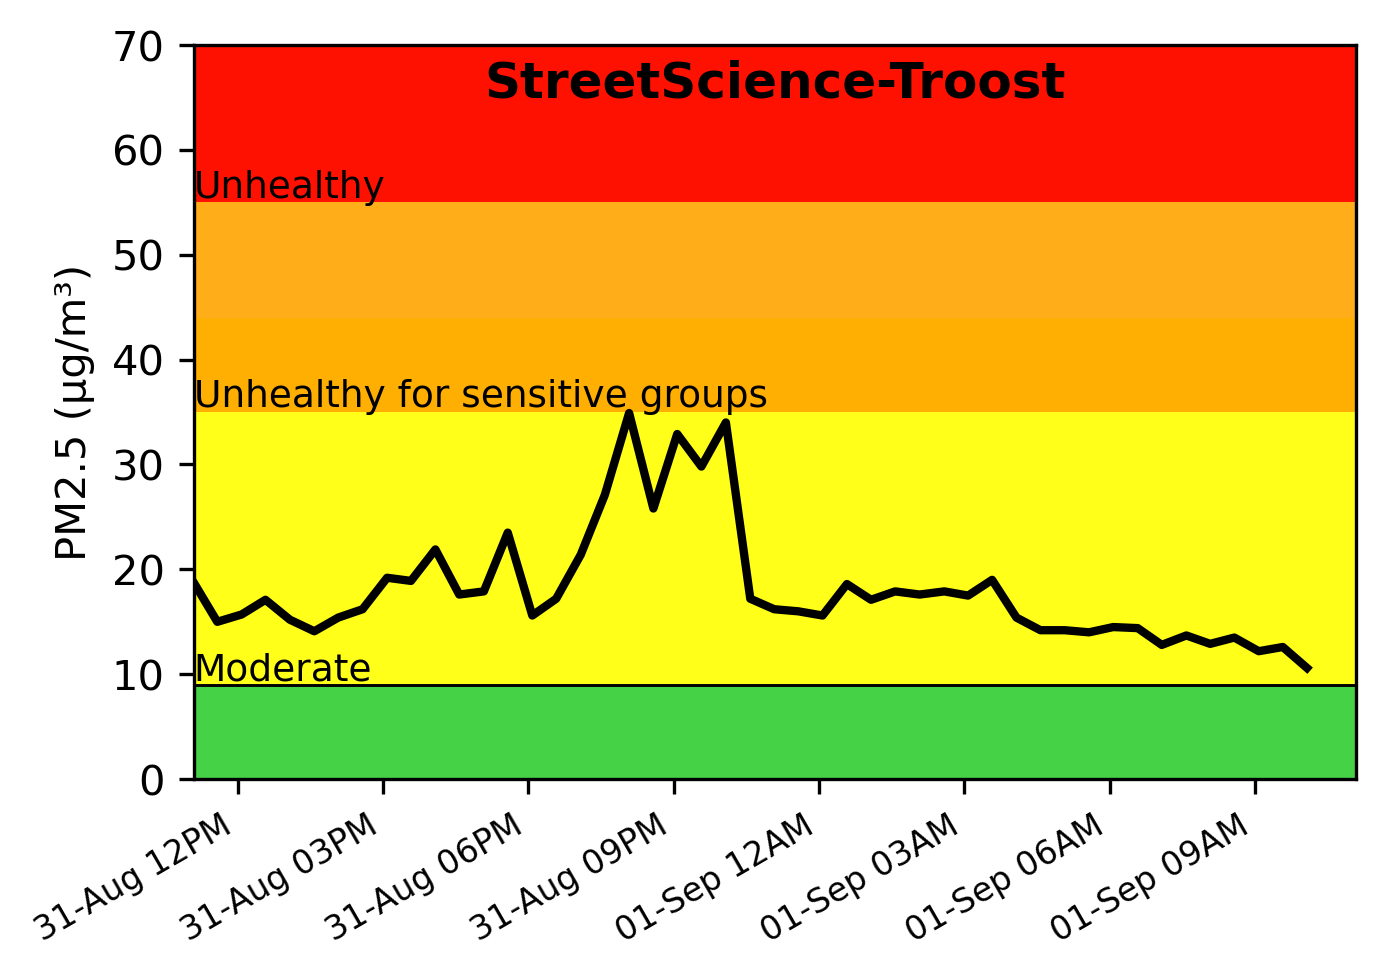 StreetScience-Troost
PM2.5 (µg/m³)
70
60
Unhealthy
50
40
Unhealthy for sensitive groups
30
20
10
Moderate
0
31-Aug 12PM
31-Aug 03PM
31-Aug 06PM
31-Aug 09PM
01-Sep 12AM
01-Sep 03AM
01-Sep 06AM
01-Sep 09AM